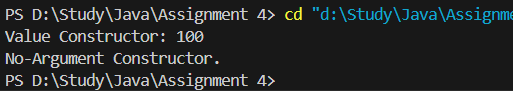 PS D:\Study\Java\Assignment 4> cd "d:\Study\Java\Assignme
Value Constructor: 100
No-Argument Constructor.
PS D:\Study\Java\Assignment 4>